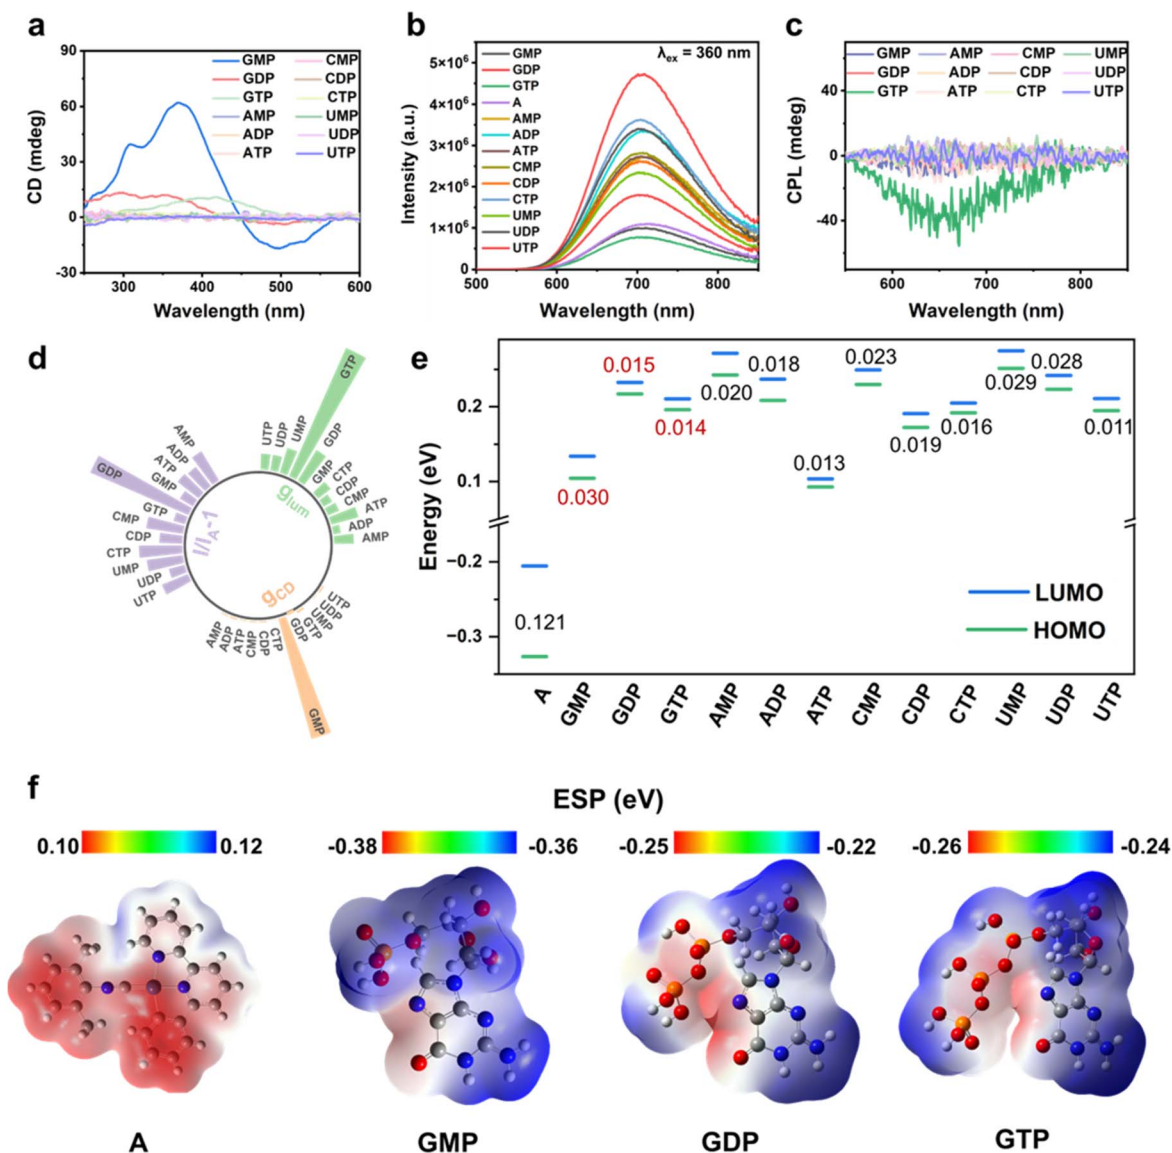 a
90
60
30
0
-30
CD (mdeg)
GMP
GDP
GTP
AMP
ADP
ATP
CMP
CDP
CTP
UMP
UDP
UTP
300
400
500
600
Wavelength (nm)
b
λex = 360 nm
5×10⁶
4×10⁶
3×10⁶
2×10⁶
1×10⁶
0
Intensity (a.u.)
GMP
GDP
GTP
A
AMP
ADP
ATP
CMP
CDP
CTP
UMP
UDP
UTP
500
600
700
800
Wavelength (nm)
c
40
0
-40
CPL (mdeg)
GMP AMP CMP UMP
GDP ADP CDP UDP
GTP ATP CTP UTP
600
700
800
Wavelength (nm)
d
glum
UTP
UDP
UMP
GTP
GDP
GMP
CTP
CDP
CMP
ATP
ADP
AMP
I/IA-1
AMP
ADP
ATP
GMP
GDP
GTP
CMP
CDP
CTP
UMP
UDP
UTP
gCD
AMP
ADP
ATP
CMP
CDP
CTP
GMP
GDP
GTP
UMP
UDP
UTP
e
Energy (eV)
0.2
0.1
−0.2
−0.3
0.121
0.030
0.015
0.014
0.020
0.018
0.013
0.023
0.019
0.016
0.029
0.028
0.011
LUMO
HOMO
A
GMP
GDP
GTP
AMP
ADP
ATP
CMP
CDP
CTP
UMP
UDP
UTP
f
ESP (eV)
0.10 0.12
-0.38 -0.36
-0.25 -0.22
-0.26 -0.24
A
GMP
GDP
GTP